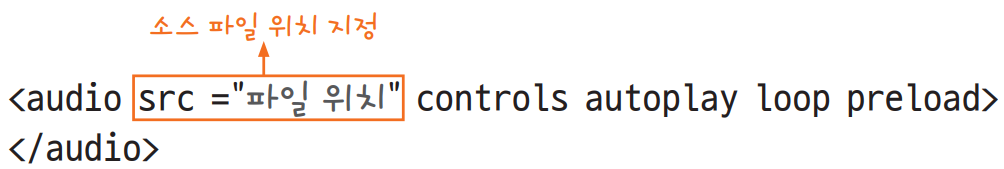 소스 파일 위치 지정
<audio src ="파일 위치" controls autoplay loop preload>
</audio>